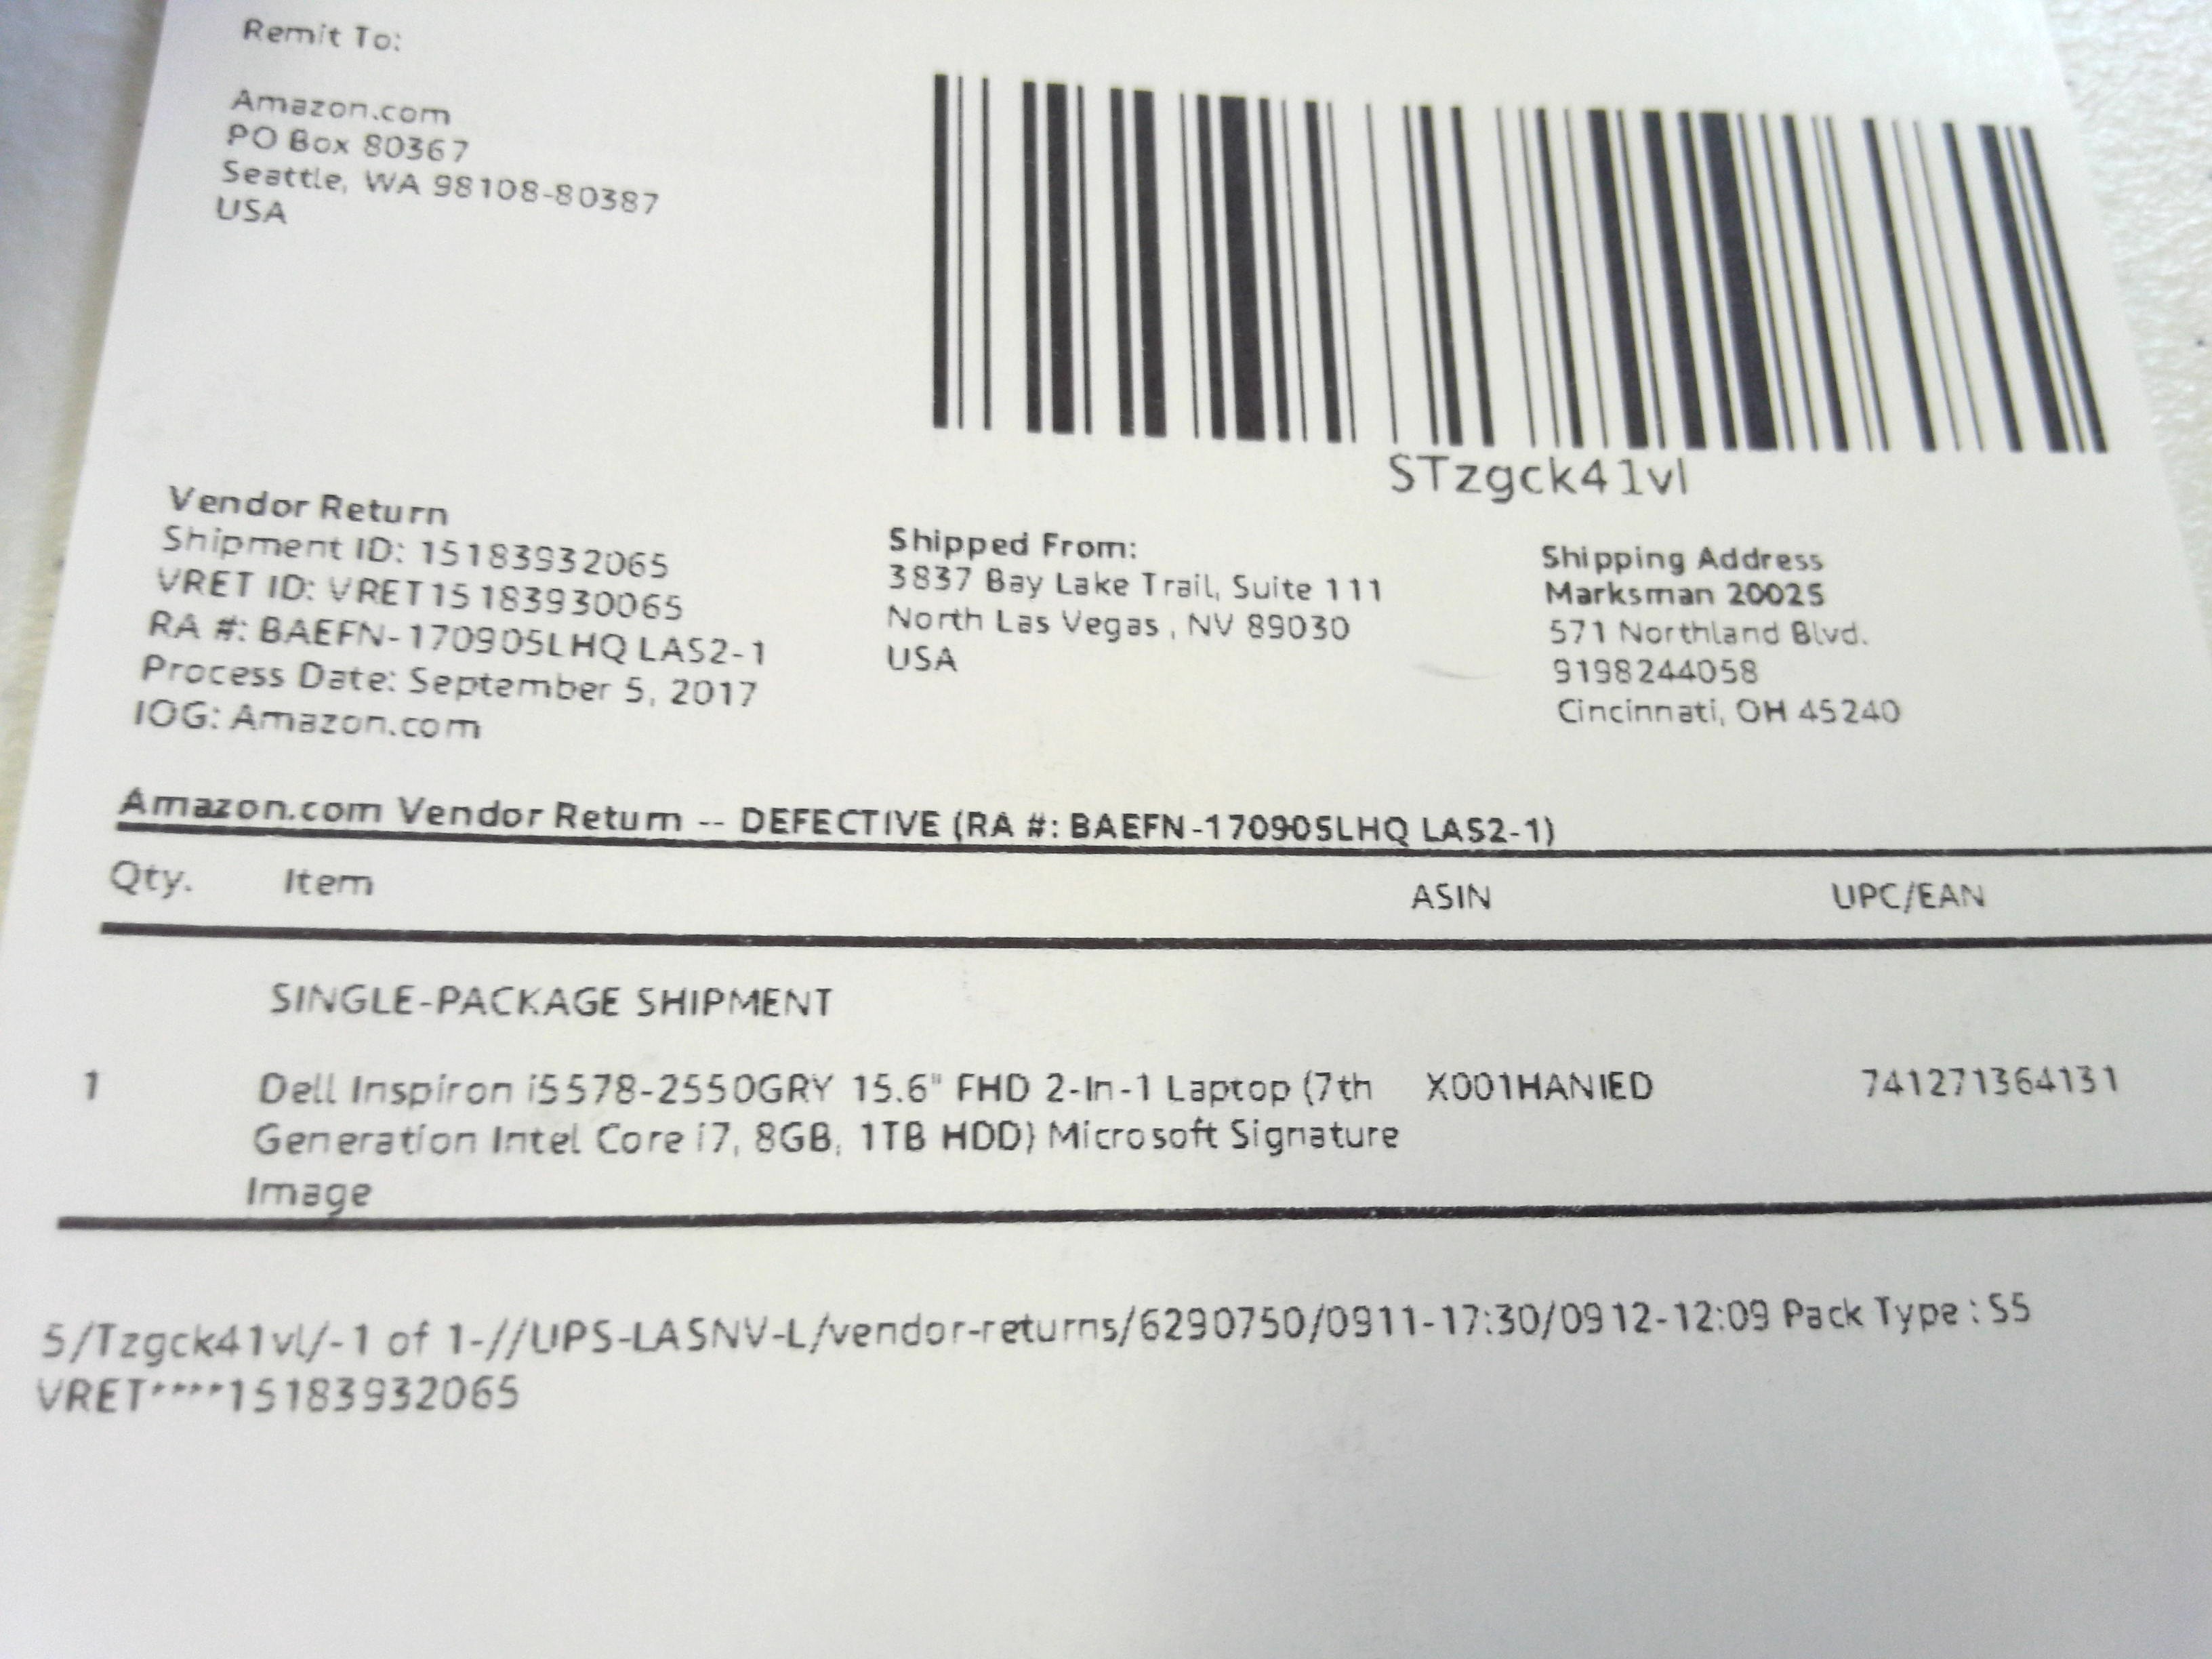 Remit To:
Amazon.com
PO Box 80367
Seattle, WA 98108-80387
USA
STzgck41vl
Vendor Return
Shipment ID: 15183932065
VRET ID: VRET15183930065
RA #: BAEFN-170905LHQ LAS2-1
Process Date: September 5, 2017
IOG: Amazon.com
Shipped From:
3837 Bay Lake Trail, Suite 111
North Las Vegas , NV 89030
USA
Shipping Address
Marksman 20025
571 Northland Blvd.
9198244058
Cincinnati, OH 45240
Amazon.com Vendor Return -- DEFECTIVE (RA #: BAEFN-170905LHQ LAS2-1)
Qty. Item ASIN UPC/EAN
SINGLE-PACKAGE SHIPMENT
1 Dell Inspiron i5578-2550GRY 15.6" FHD 2-In-1 Laptop (7th X001HANIED 741271364131
Generation Intel Core i7, 8GB, 1TB HDD) Microsoft Signature
Image
5/Tzgck41vl/-1 of 1-//UPS-LASNV-L/vendor-returns/6290750/0911-17:30/0912-12:09 Pack Type : S5
VRET****15183932065